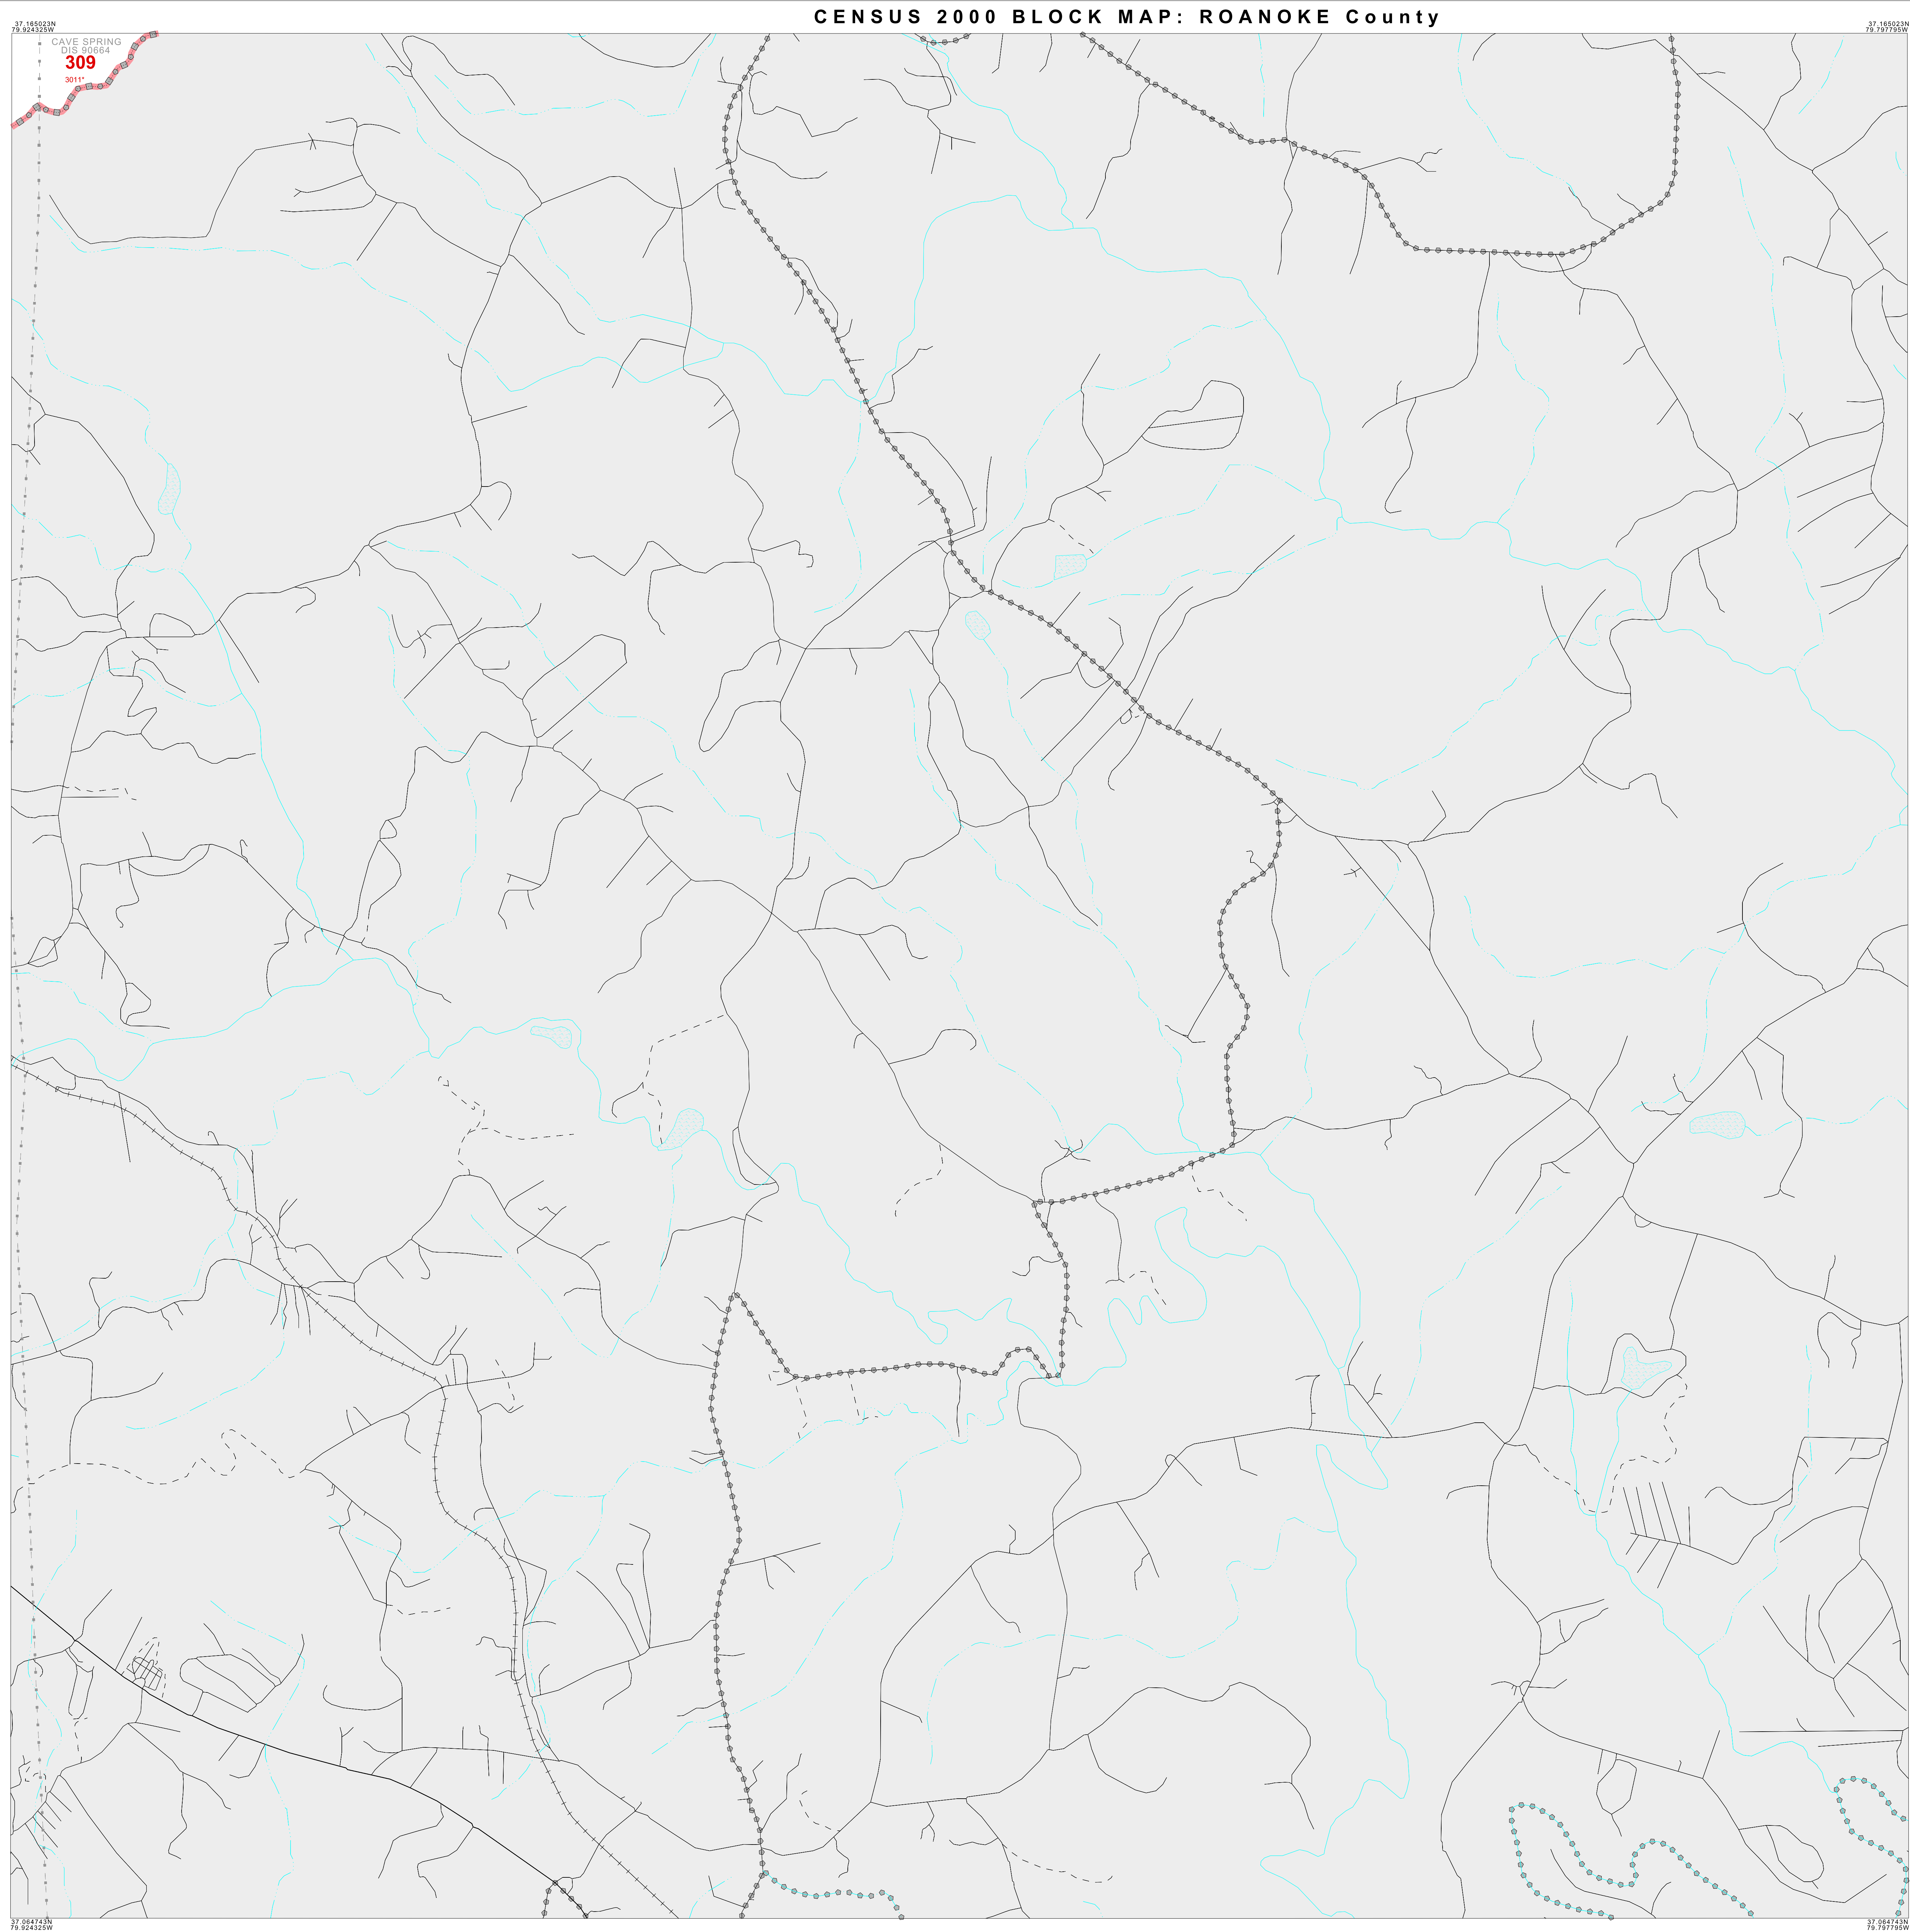 CENSUS 2000 BLOCK MAP: ROANOKE County
37.165023N
79.924325W
37.165023N
79.797795W
CAVE SPRING
DIS 90664
309
3011*
37.064743N
79.924325W
37.064743N
79.797795W